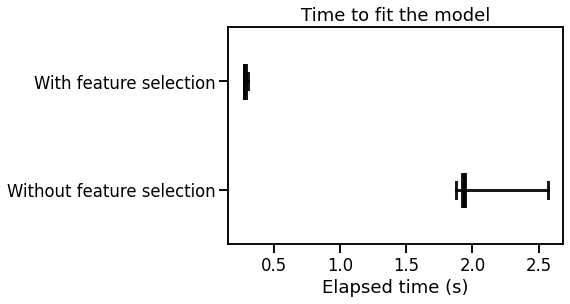 Time to fit the model
With feature selection
Without feature selection
0.5 1.0 1.5 2.0 2.5
Elapsed time (s)